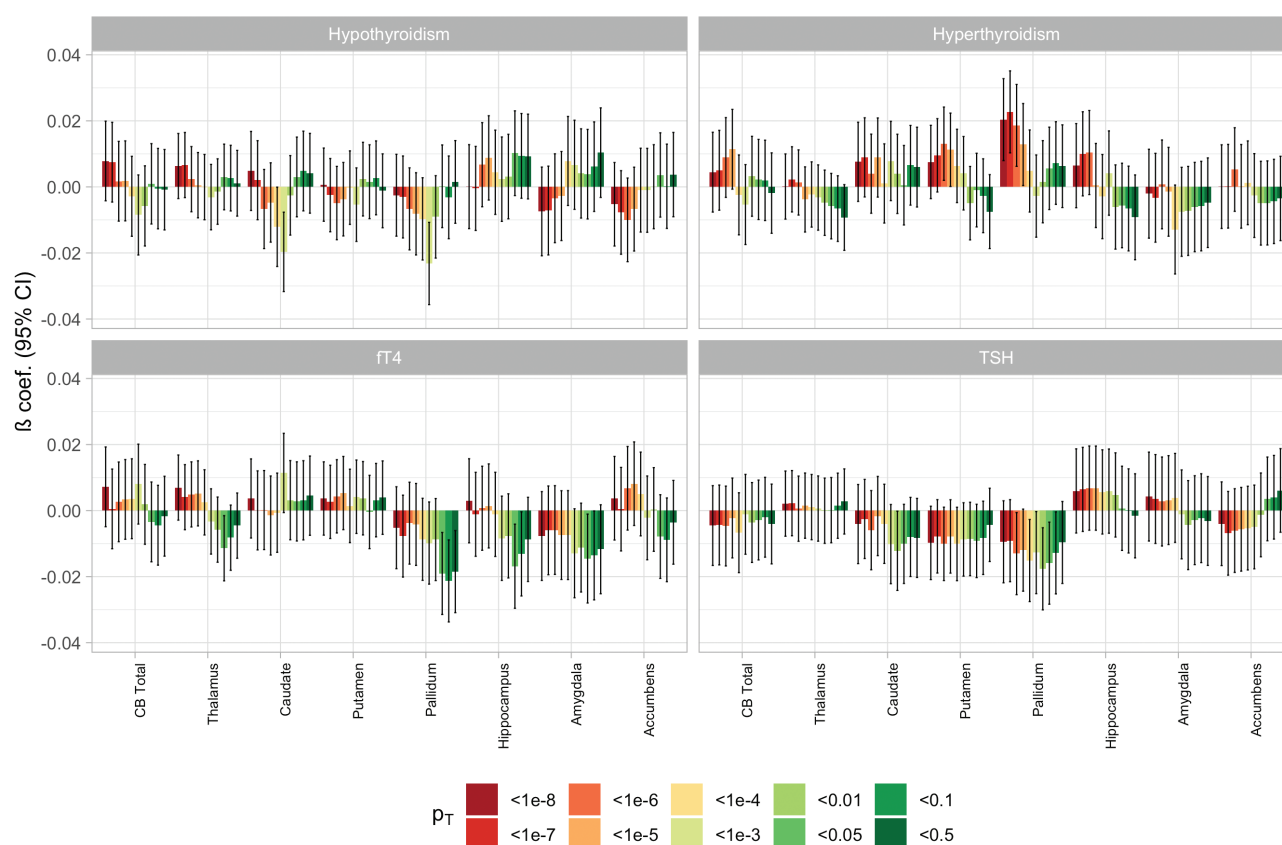 Hypothyroidism
Hyperthyroidism
0.04
0.02
0.00
-0.02
-0.04
ß coef. (95% CI)
fT4
TSH
0.04
0.02
0.00
-0.02
-0.04
CB Total
Thalamus
Caudate
Putamen
Pallidum
Hippocampus
Amygdala
Accumbens
CB Total
Thalamus
Caudate
Putamen
Pallidum
Hippocampus
Amygdala
Accumbens
pT
<1e-8
<1e-6
<1e-4
<0.01
<0.1
<1e-7
<1e-5
<1e-3
<0.05
<0.5